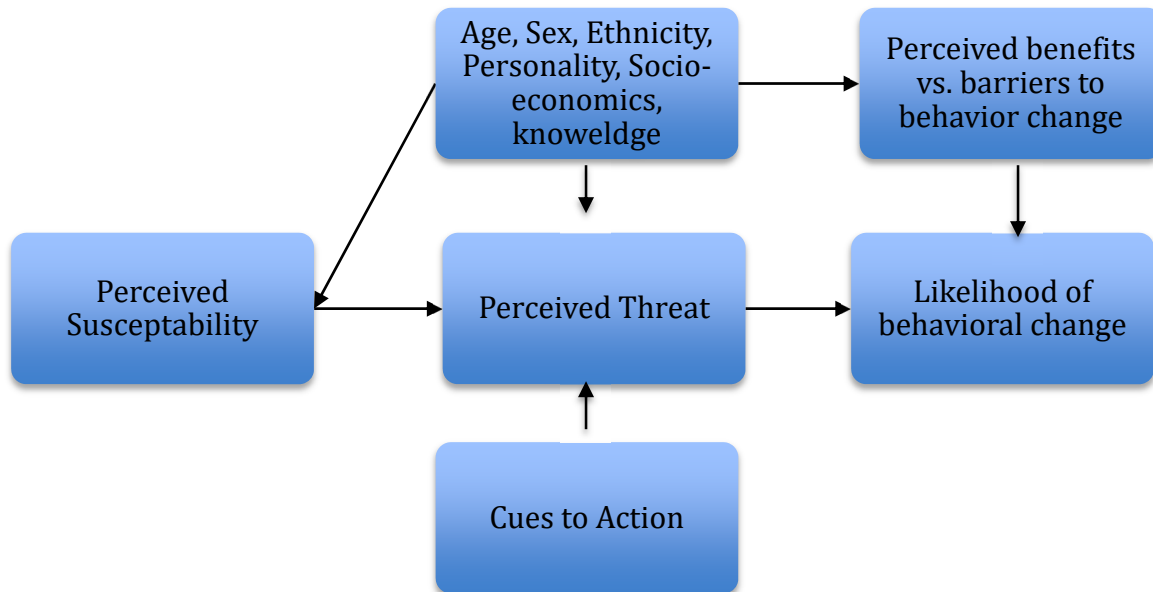 Age, Sex, Ethnicity,
Personality, Socio-
economics,
knoweldge
Perceived benefits
vs. barriers to
behavior change
Perceived
Susceptability
Perceived Threat
Likelihood of
behavioral change
Cues to Action